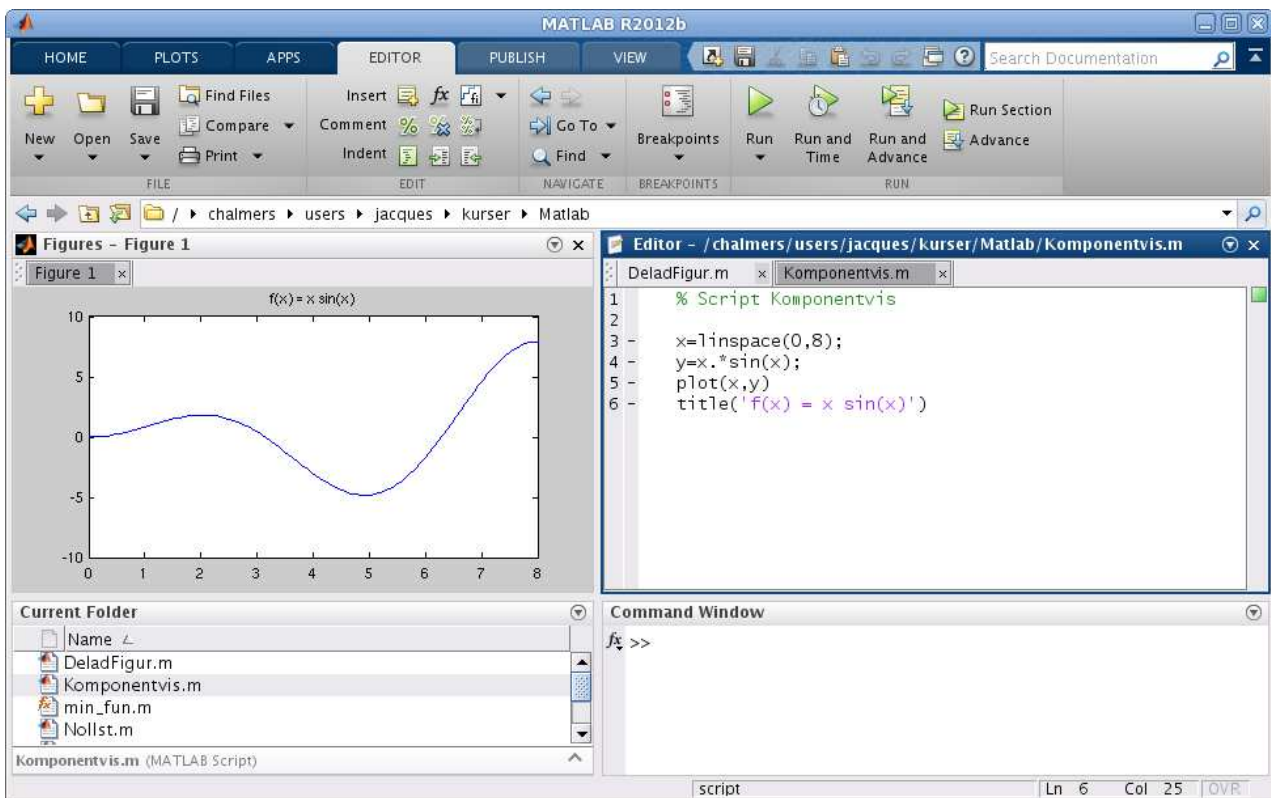 MATLAB R2012b
HOME PLOTS APPS EDITOR PUBLISH VIEW Search Documentation
New Open Save Find Files Compare Print
FILE
Insert fx fi
Comment % %
Indent
EDIT
Go To
Find
NAVIGATE
Breakpoints
BREAKPOINTS
Run Run and Time Run and Advance Run Section Advance
RUN
/ chalmers users jacques kurser Matlab
Figures - Figure 1
Figure 1
f(x) = x sin(x)
10
5
0
-5
-10
0 1 2 3 4 5 6 7 8
Editor - /chalmers/users/jacques/kurser/Matlab/Komponentvis.m
DeladFigur.m Komponentvis.m
1 % Script Komponentvis
2
3 - x=linspace(0,8);
4 - y=x.*sin(x);
5 - plot(x,y)
6 - title('f(x) = x sin(x)')
Current Folder
Name
DeladFigur.m
Komponentvis.m
min_fun.m
Nollst.m
Komponentvis.m (MATLAB Script)
Command Window
fx >>
script Ln 6 Col 25 OVR